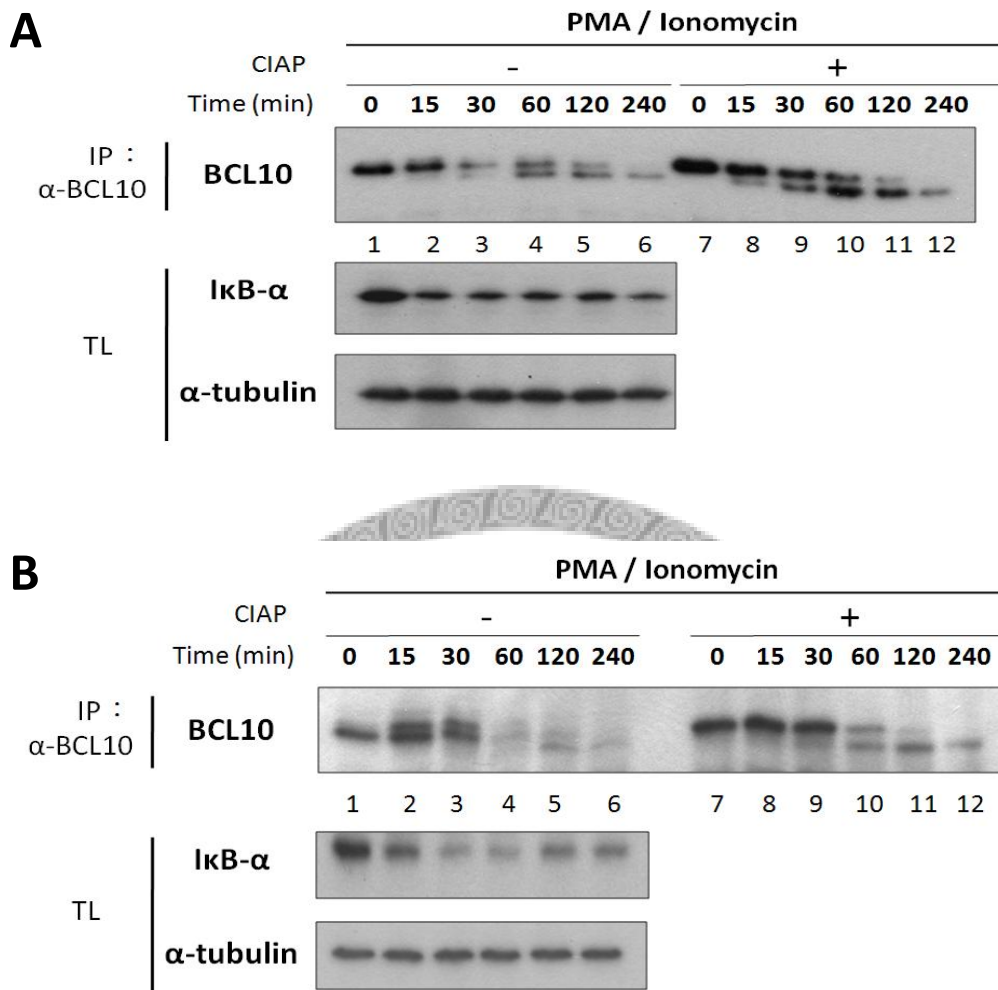 A
PMA / Ionomycin
CIAP - +
Time (min) 0 15 30 60 120 240 0 15 30 60 120 240
IP :
α-BCL10
BCL10
1 2 3 4 5 6 7 8 9 10 11 12
TL
IκB-α
α-tubulin
B
PMA / Ionomycin
CIAP - +
Time (min) 0 15 30 60 120 240 0 15 30 60 120 240
IP :
α-BCL10
BCL10
1 2 3 4 5 6 7 8 9 10 11 12
TL
IκB-α
α-tubulin